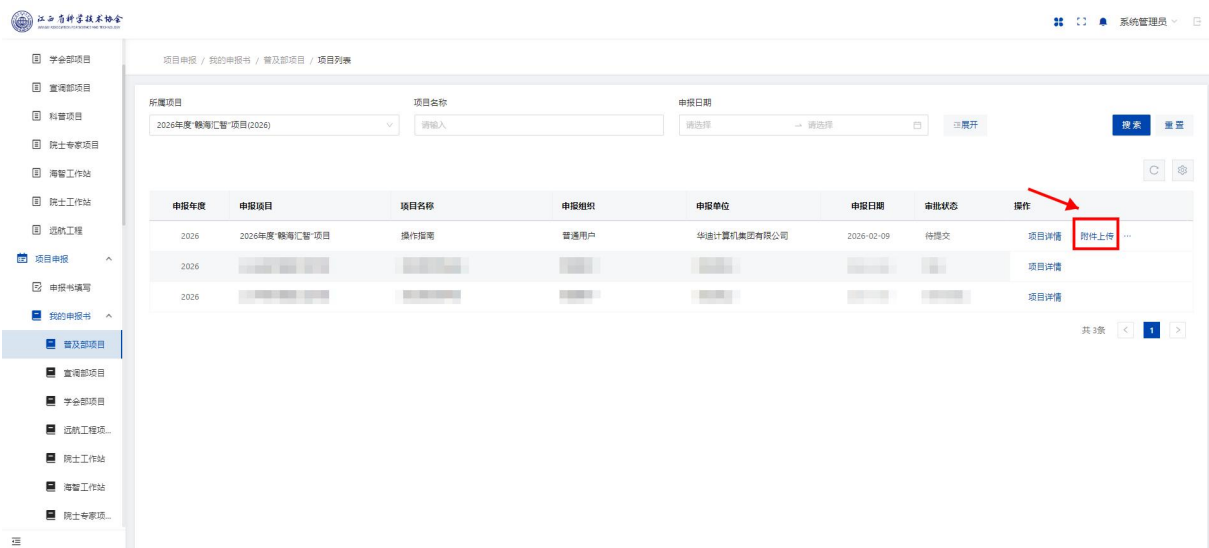 江西省科学技术协会
系统管理员
学会部项目
宣调部项目
科普项目
院士专家项目
海智工作站
院士工作站
远航工程
项目申报
申报书填写
我的申报书
普及部项目
宣调部项目
学会部项目
远航工程项...
院士工作站
海智工作站
院士专家项...
项目申报 / 我的申报书 / 普及部项目 / 项目列表
所属项目 项目名称 申报日期
2026年度"赣海汇智"项目(2026) 请输入 请选择 → 请选择 展开 搜索 重置
申报年度 申报项目 项目名称 申报组织 申报单位 申报日期 审批状态 操作
2026 2026年度"赣海汇智"项目 操作指南 普通用户 华迪计算机集团有限公司 2026-02-09 待提交 项目详情 附件上传 ...
2026 项目详情
2026 项目详情
共 3条 < 1 >